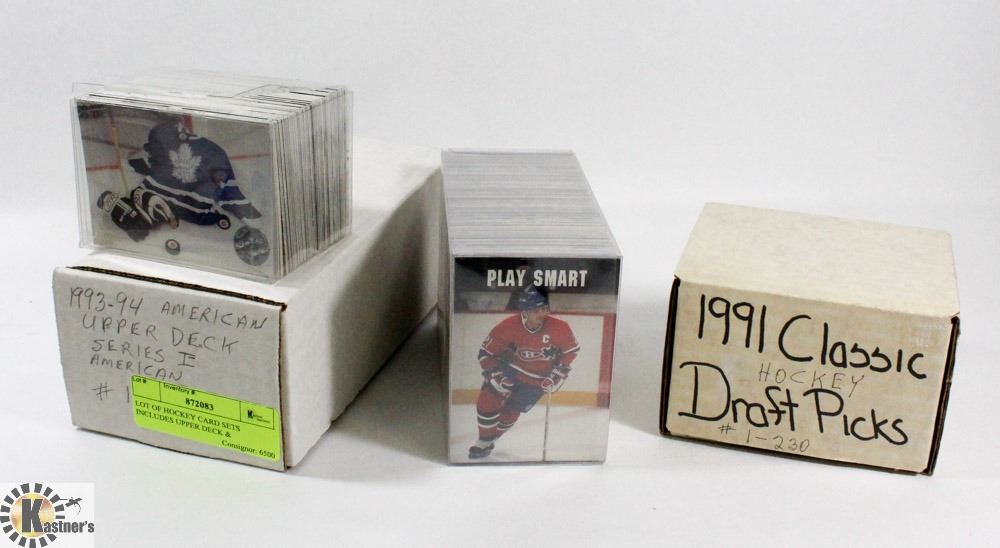 1993-94 AMERICAN
UPPER DECK
SERIES I
AMERICAN
# 1
Lot # Inventory #
872083
LOT OF HOCKEY CARD SETS
INCLUDES UPPER DECK &
Consignor: 6500
PLAY SMART
1991 Classic
HOCKEY
Draft Picks
# 1-230
Kastner's